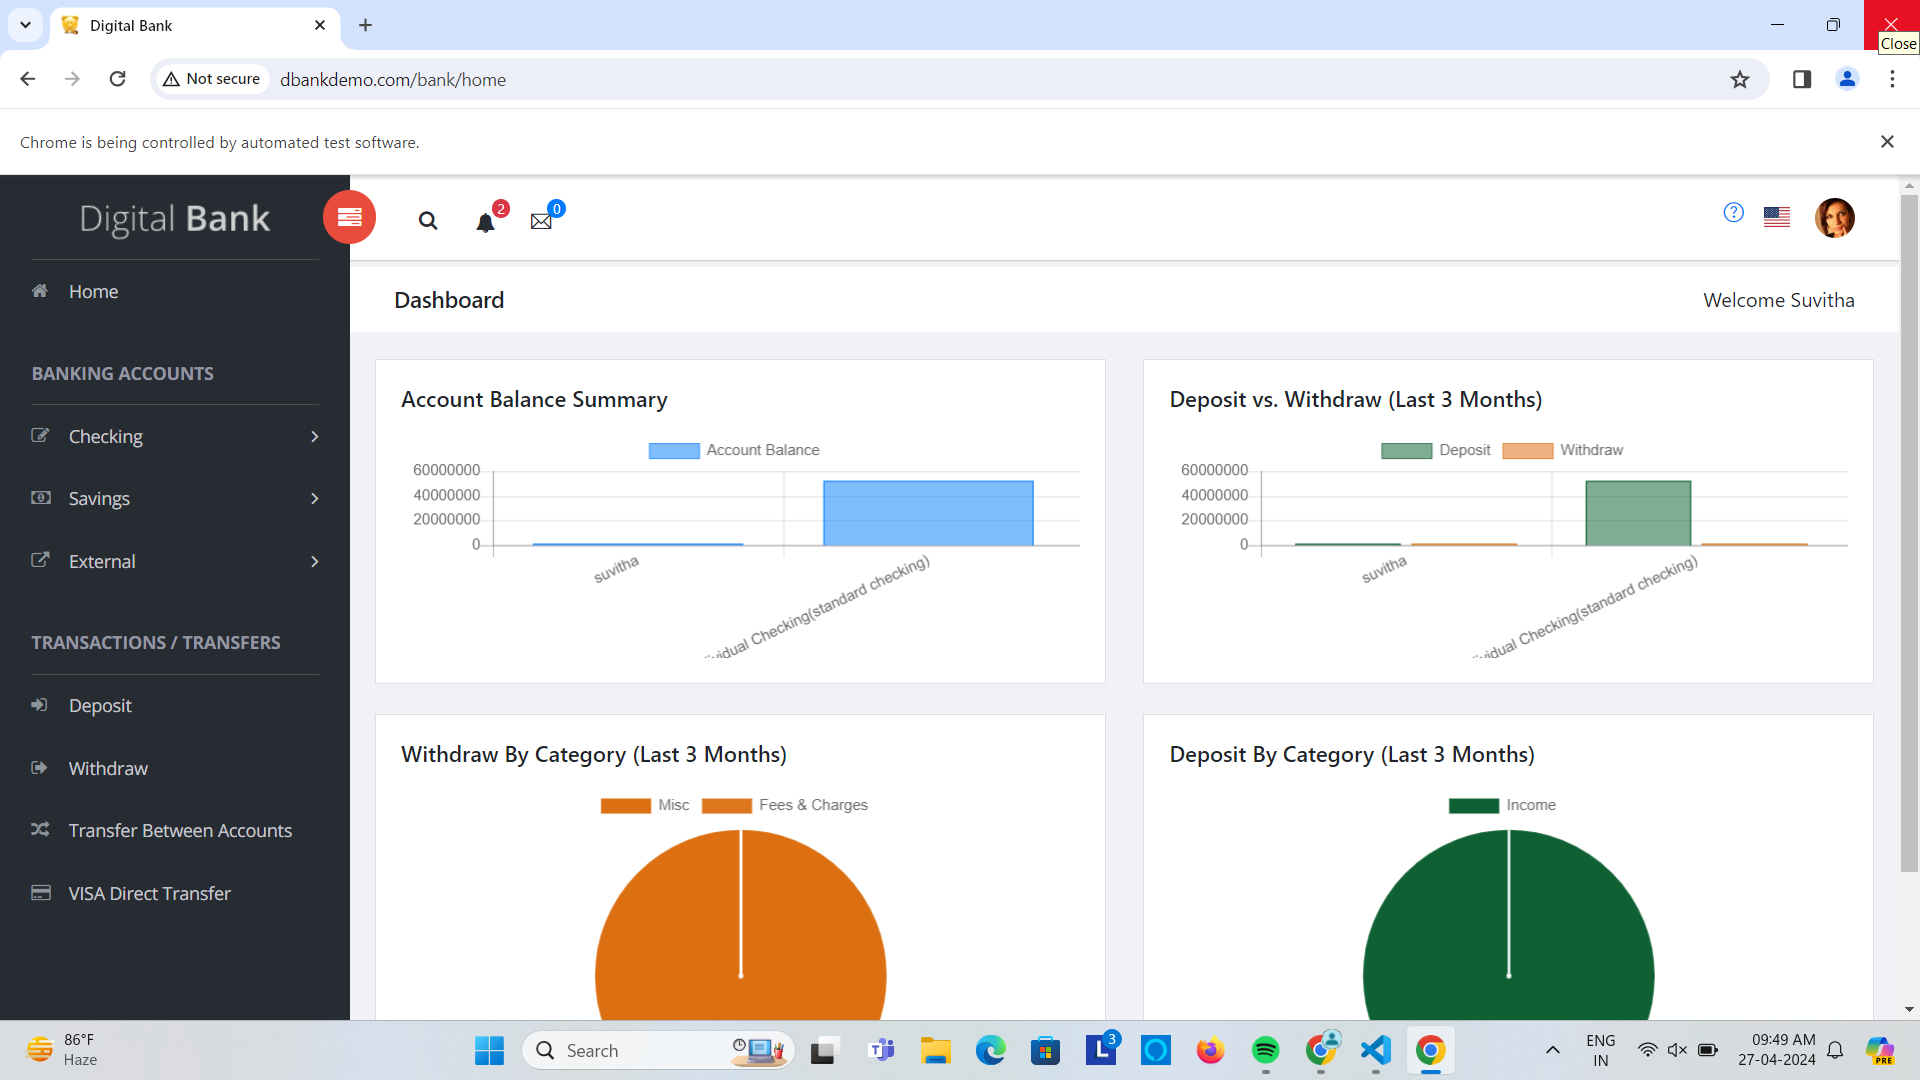 Digital Bank
Close
Not secure
dbankdemo.com/bank/home
Chrome is being controlled by automated test software.
Digital Bank
2
0
?
Home
Dashboard
Welcome Suvitha
BANKING ACCOUNTS
Checking
Savings
External
TRANSACTIONS / TRANSFERS
Deposit
Withdraw
Transfer Between Accounts
VISA Direct Transfer
Account Balance Summary
Account Balance
60000000
40000000
20000000
0
suvitha
vidual Checking(standard checking)
Deposit vs. Withdraw (Last 3 Months)
Deposit
Withdraw
60000000
40000000
20000000
0
suvitha
vidual Checking(standard checking)
Withdraw By Category (Last 3 Months)
Misc
Fees & Charges
Deposit By Category (Last 3 Months)
Income
86°F
Haze
Search
L
3
ENG
IN
09:49 AM
27-04-2024
PRE